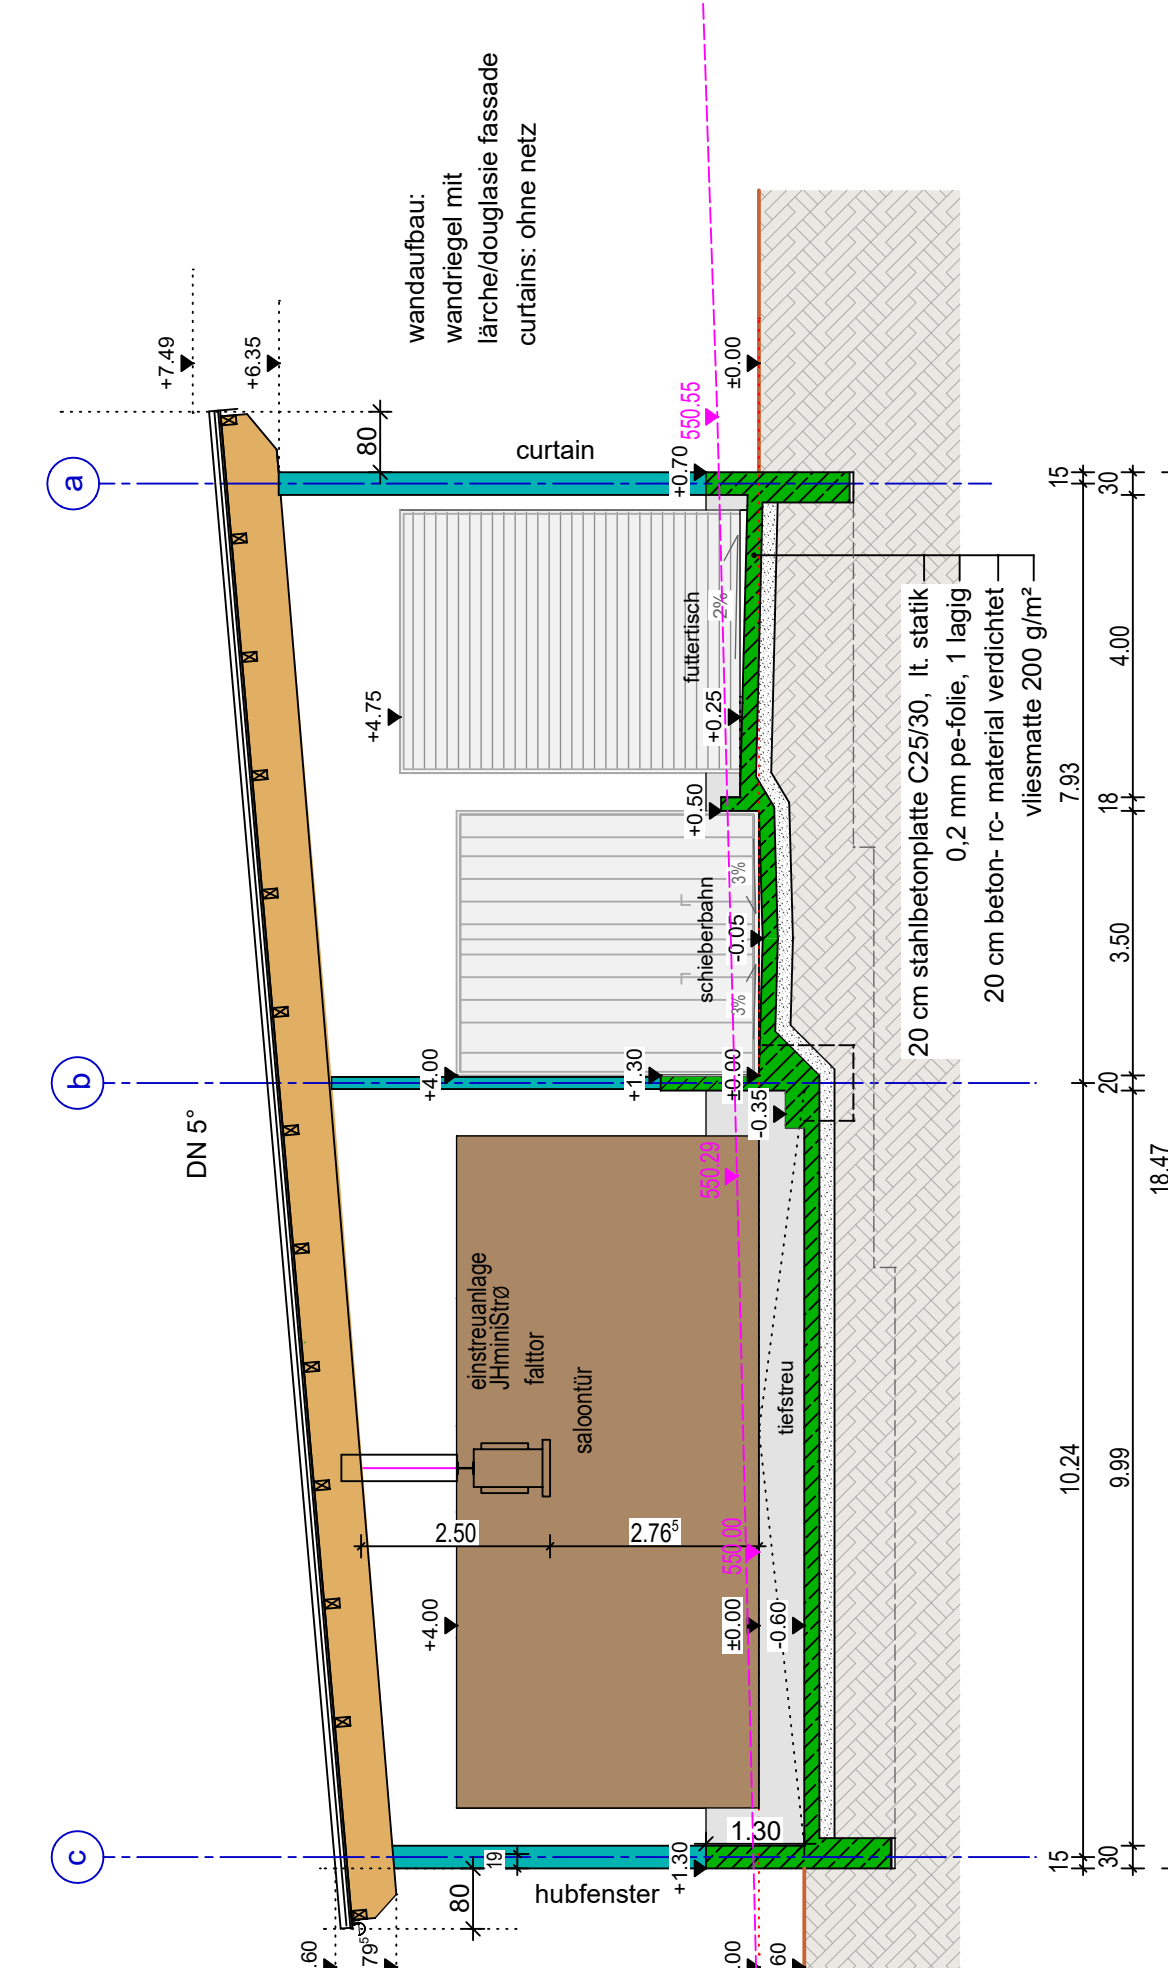 wandaufbau:
wandriegel mit
lärche/douglasie fassade
curtains: ohne netz
+7.49
+6.35
±0.00
a
80
curtain
+0.70
550.55
15
30
+4.75
futtertisch
2%
+0.25
4.00
7.93
20 cm stahlbetonplatte C25/30, lt. statik
0,2 mm pe-folie, 1 lagig
20 cm beton- rc- material verdichtet
vliesmatte 200 g/m²
+0.50
18
schieberbahn
3%
-0.05
3%
3.50
b
+4.00
+1.30
±0.00
-0.35
20
DN 5°
550.29
18.47
einstreuanlage
JHminiStrØ
falttor
saloontür
tiefstreu
10.24
9.99
2.50
2.76⁵
550.00
+4.00
±0.00
-0.60
c
19
1.30
+1.30
hubfenster
80
15
30
.60
79⁵
.00
60